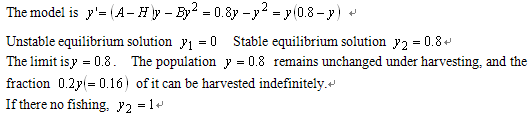 The model is y'= (A – H)y – By² = 0.8y – y² = y(0.8 – y) ↵
Unstable equilibrium solution y₁ = 0 Stable equilibrium solution y₂ = 0.8↵
The limit is y = 0.8. The population y = 0.8 remains unchanged under harvesting, and the
fraction 0.2y(= 0.16) of it can be harvested indefinitely.↵
If there no fishing, y₂ = 1↵